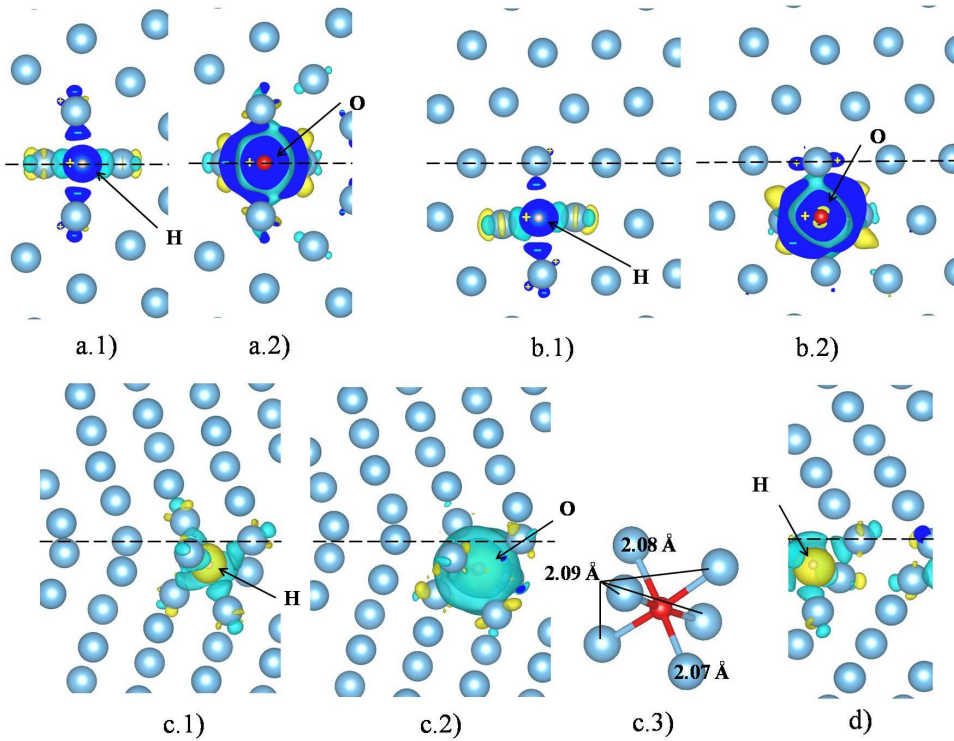 O
H
a.1)
a.2)
O
H
b.1)
b.2)
H
O
H
2.08 Å
2.09 Å
2.07 Å
c.1)
c.2)
c.3)
d)